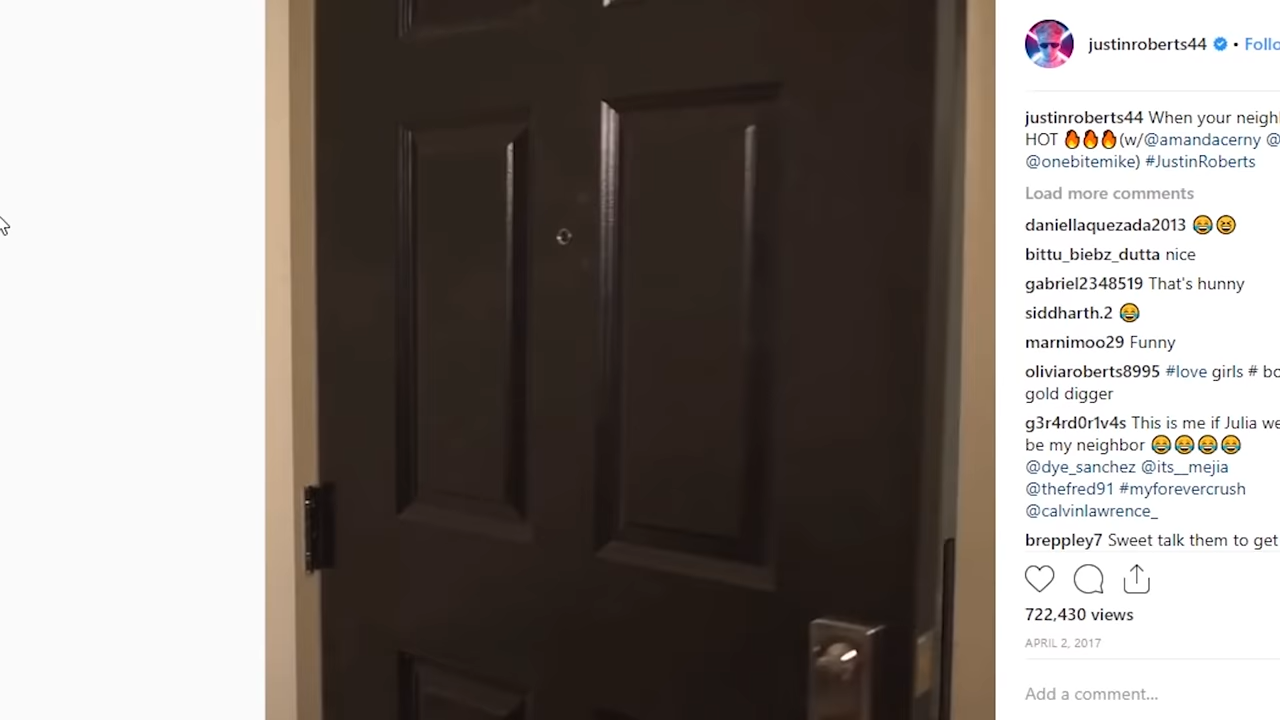 justinroberts44 • Follo
justinroberts44 When your neigh
HOT 🔥🔥🔥(w/@amandacerny @
@onebitemike) #JustinRoberts
Load more comments
daniellaquezada2013 😂😆
bittu_biebz_dutta nice
gabriel2348519 That's hunny
siddharth.2 😂
marnimoo29 Funny
oliviaroberts8995 #love girls # bo
gold digger
g3r4rd0r1v4s This is me if Julia we
be my neighbor 😂😂😂😂
@dye_sanchez @its__mejia
@thefred91 #myforevercrush
@calvinlawrence_
breppley7 Sweet talk them to get
722,430 views
APRIL 2, 2017
Add a comment...